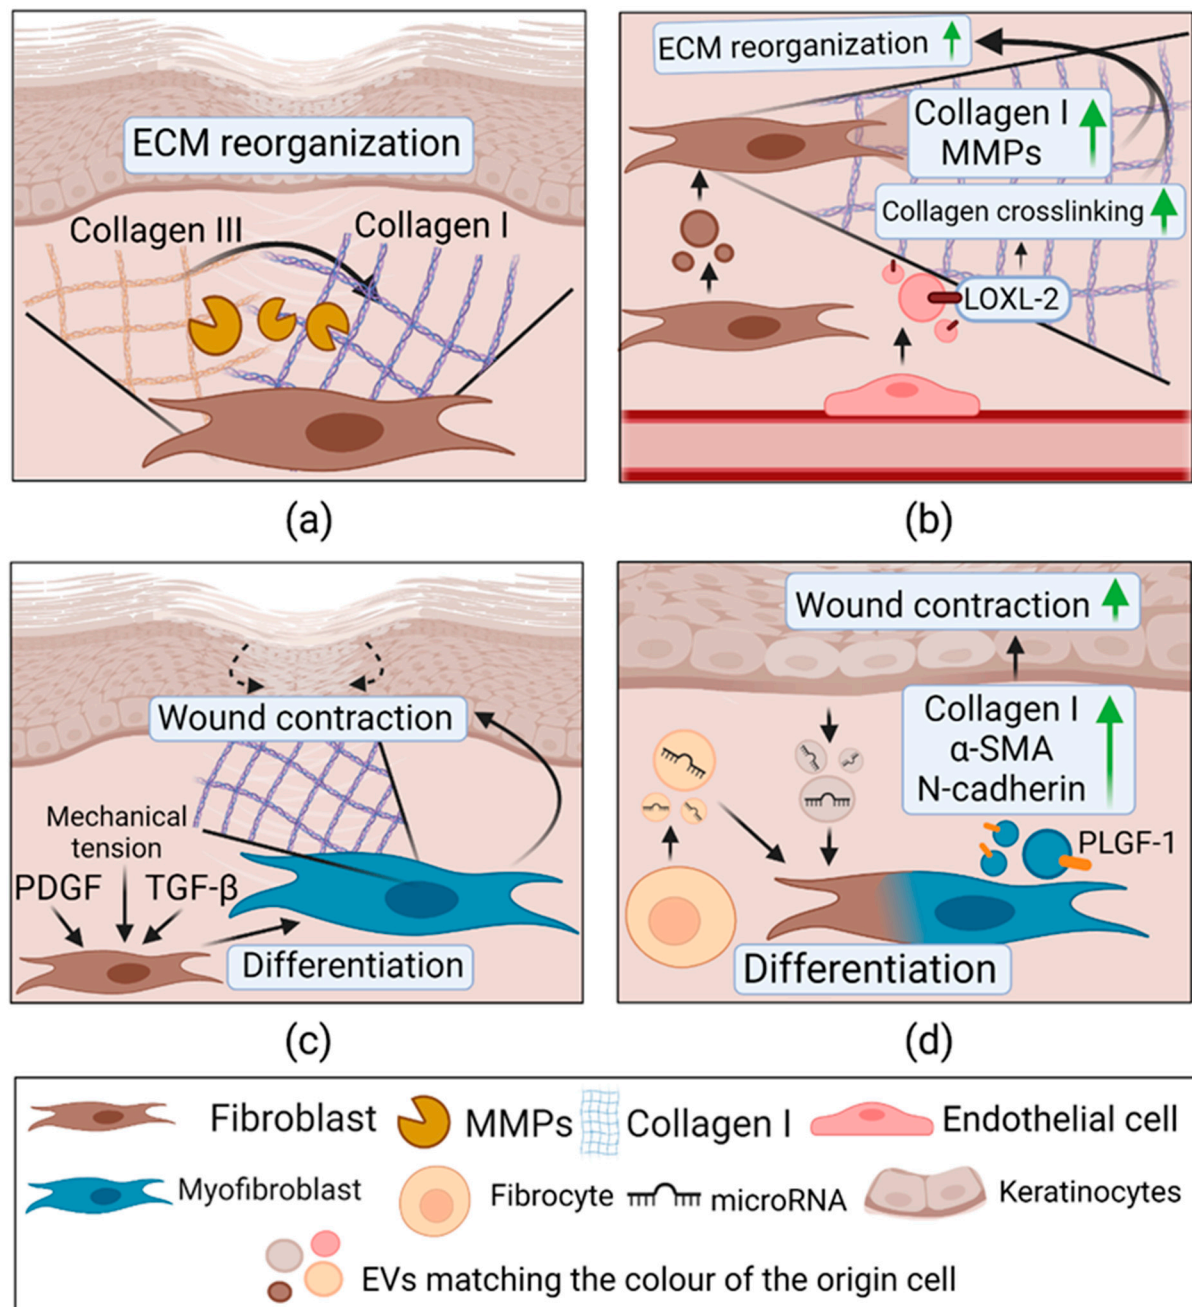 ECM reorganization
Collagen III
Collagen I
(a)
ECM reorganization
Collagen I
MMPs
Collagen crosslinking
LOXL-2
(b)
Wound contraction
Mechanical
tension
PDGF
TGF-β
Differentiation
(c)
Wound contraction
Collagen I
α-SMA
N-cadherin
PLGF-1
Differentiation
(d)
Fibroblast
MMPs
Collagen I
Endothelial cell
Myofibroblast
Fibrocyte
microRNA
Keratinocytes
EVs matching the colour of the origin cell